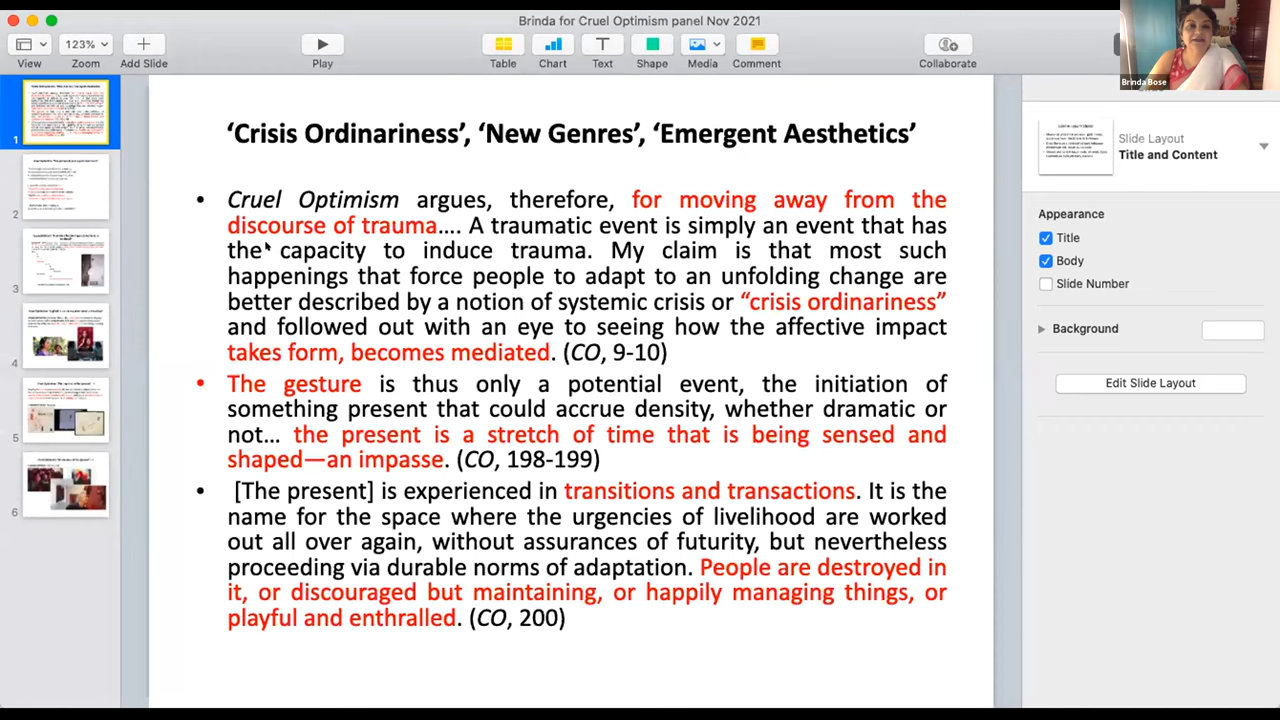 Brinda for Cruel Optimism panel Nov 2021
123%
View
Zoom
Add Slide
Play
Table
Chart
Text
Shape
Media
Comment
Collaborate
Brinda Bose
1
2
3
4
5
6
‘Crisis Ordinariness’, ‘New Genres’, ‘Emergent Aesthetics’
• Cruel Optimism argues, therefore, for moving away from the
discourse of trauma…. A traumatic event is simply an event that has
the capacity to induce trauma. My claim is that most such
happenings that force people to adapt to an unfolding change are
better described by a notion of systemic crisis or “crisis ordinariness”
and followed out with an eye to seeing how the affective impact
takes form, becomes mediated. (CO, 9-10)
• The gesture is thus only a potential event, the initiation of
something present that could accrue density, whether dramatic or
not… the present is a stretch of time that is being sensed and
shaped—an impasse. (CO, 198-199)
• [The present] is experienced in transitions and transactions. It is the
name for the space where the urgencies of livelihood are worked
out all over again, without assurances of futurity, but nevertheless
proceeding via durable norms of adaptation. People are destroyed in
it, or discouraged but maintaining, or happily managing things, or
playful and enthralled. (CO, 200)
Slide Layout
Title and Content
Appearance
Title
Body
Slide Number
Background
Edit Slide Layout